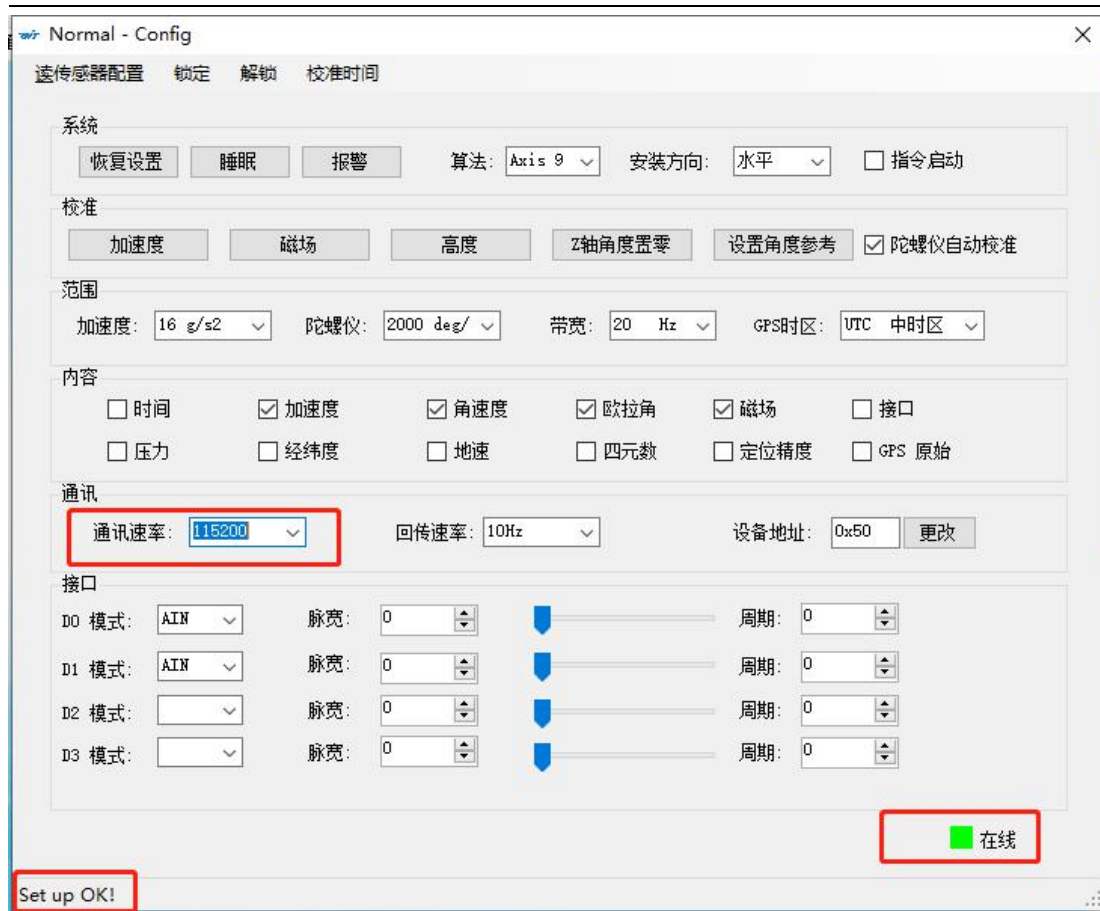 Normal - Config
读传感器配置 锁定 解锁 校准时间
系统
恢复设置 睡眠 报警 算法: Axis 9 安装方向: 水平 指令启动
校准
加速度 磁场 高度 Z轴角度置零 设置角度参考 陀螺仪自动校准
范围
加速度: 16 g/s2 陀螺仪: 2000 deg/ 带宽: 20 Hz GPS时区: UTC 中时区
内容
时间 加速度 角速度 欧拉角 磁场 接口
压力 经纬度 地速 四元数 定位精度 GPS 原始
通讯
通讯速率: 115200 回传速率: 10Hz 设备地址: 0x50 更改
接口
D0 模式: AIN 脉宽: 0 周期: 0
D1 模式: AIN 脉宽: 0 周期: 0
D2 模式: 脉宽: 0 周期: 0
D3 模式: 脉宽: 0 周期: 0
在线
Set up OK!